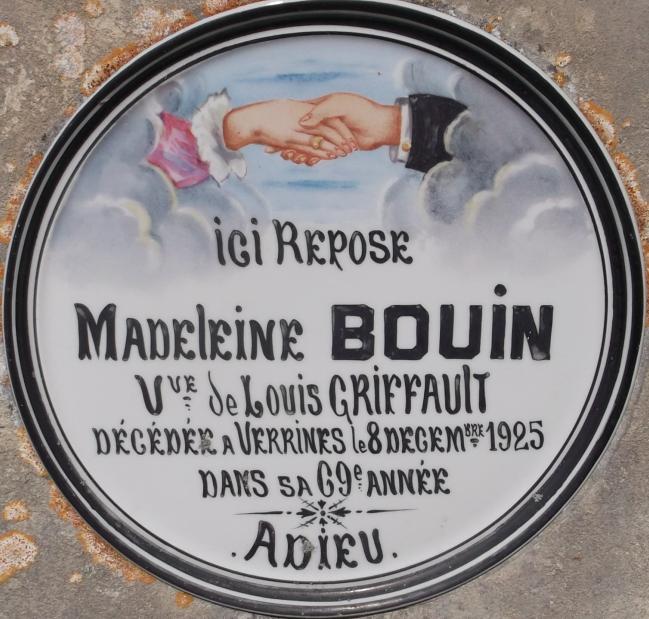 ici Repose
Madeleine BOUiN
Vve de Louis GRiFFAULT
DÉCÉDÉE A VERRINES le 8 DECEMbre 1925
DANS SA 69e ANNÉE
. ADiEU .